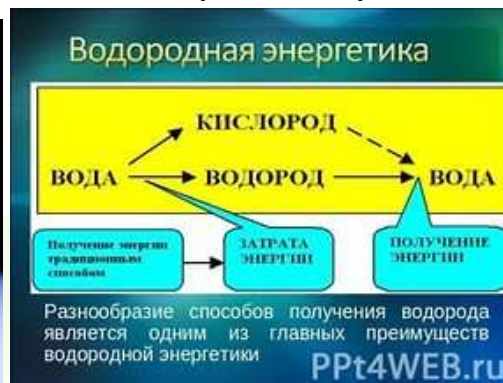 Водородная энергетика
КИСЛОРОД
ВОДА ВОДОРОД ВОДА
Получение энергии
традиционным
способом
ЗАТРАТА
ЭНЕРГИИ
ПОЛУЧЕНИЕ
ЭНЕРГИИ
Разнообразие способов получения водорода
является одним из главных преимуществ
водородной энергетики
PPt4WEB.ru